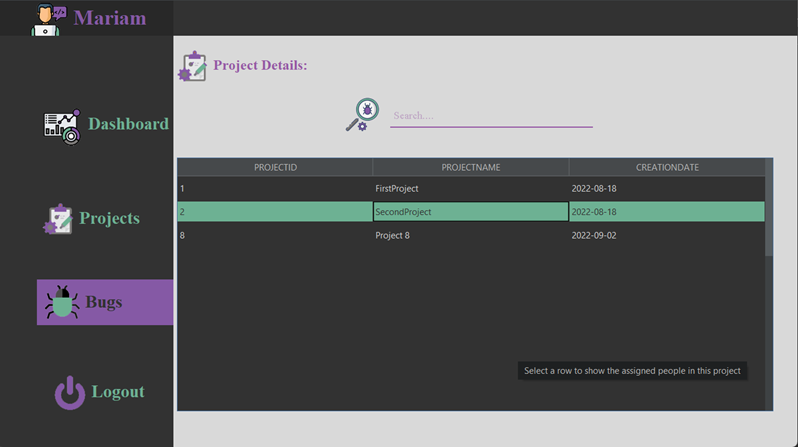 Mariam
Project Details:
Dashboard
Search....
PROJECTID PROJECTNAME CREATIONDATE
1 FirstProject 2022-08-18
2 SecondProject 2022-08-18
Projects
8 Project 8 2022-09-02
Bugs
Select a row to show the assigned people in this project
Logout